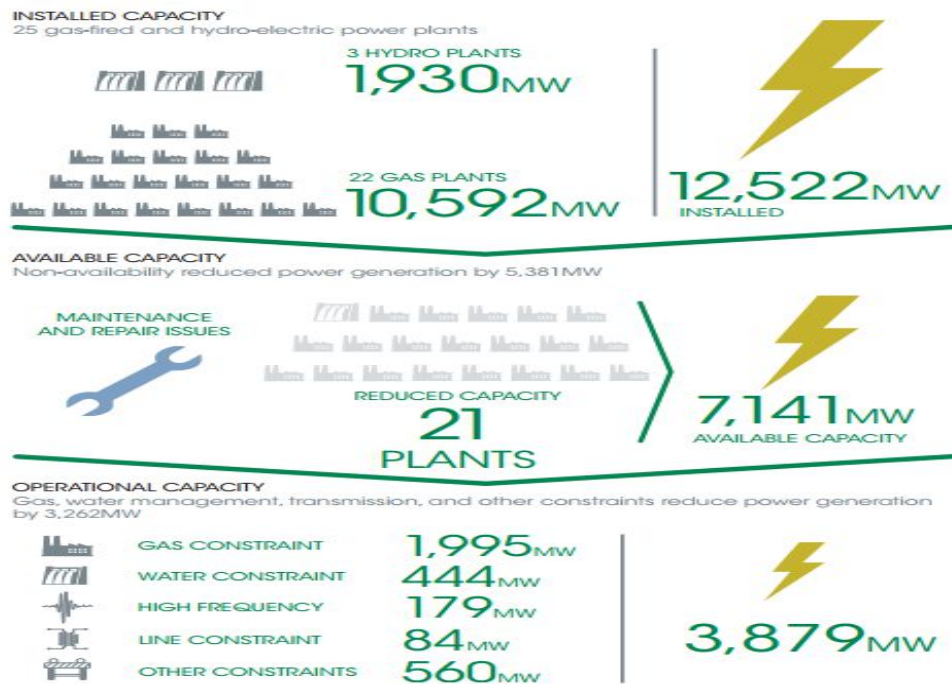 INSTALLED CAPACITY
25 gas-fired and hydro-electric power plants
3 HYDRO PLANTS
1,930MW
22 GAS PLANTS
10,592MW
12,522MW
INSTALLED
AVAILABLE CAPACITY
Non-availability reduced power generation by 5,381MW
MAINTENANCE
AND REPAIR ISSUES
REDUCED CAPACITY
21
PLANTS
7,141MW
AVAILABLE CAPACITY
OPERATIONAL CAPACITY
Gas, water management, transmission, and other constraints reduce power generation
by 3,262MW
GAS CONSTRAINT 1,995MW
WATER CONSTRAINT 444MW
HIGH FREQUENCY 179MW
LINE CONSTRAINT 84MW
OTHER CONSTRAINTS 560MW
3,879MW